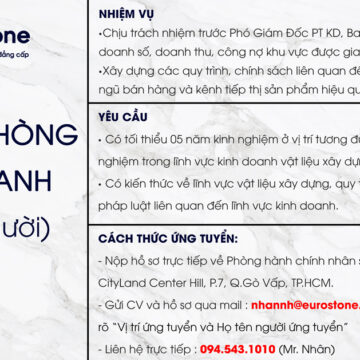 one
đẳng cấp
HÒNG
ANH
ười)
NHIỆM VỤ
•Chịu trách nhiệm trước Phó Giám Đốc PT KD, Ba
doanh số, doanh thu, công nợ khu vực được gia
•Xây dựng các quy trình, chính sách liên quan đế
ngũ bán hàng và kênh tiếp thị sản phẩm hiệu qu
YÊU CẦU
• Có tối thiểu 05 năm kinh nghiệm ở vị trí tương đư
nghiệm trong lĩnh vực kinh doanh vật liệu xây dự
• Có kiến thức về lĩnh vực vật liệu xây dựng, quy t
pháp luật liên quan đến lĩnh vực kinh doanh.
CÁCH THỨC ỨNG TUYỂN:
- Nộp hồ sơ trực tiếp về Phòng hành chính nhân s
CityLand Center Hill, P.7, Q.Gò Vấp, TP.HCM.
- Gửi CV và hồ sơ qua mail : nhannh@eurostone.
rõ “Vị trí ứng tuyển và Họ tên người ứng tuyển”
- Liên hệ trực tiếp : 094.543.1010 (Mr. Nhân)